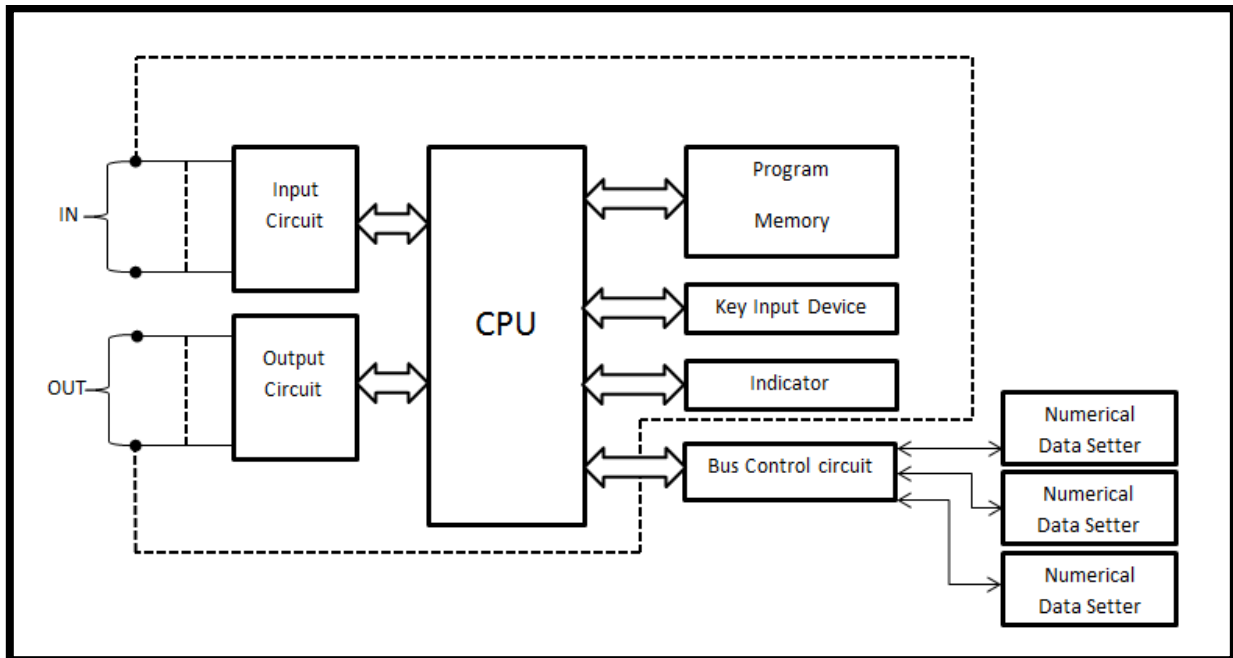 IN
Input
Circuit
OUT
Output
Circuit
CPU
Program
Memory
Key Input Device
Indicator
Bus Control circuit
Numerical
Data Setter
Numerical
Data Setter
Numerical
Data Setter